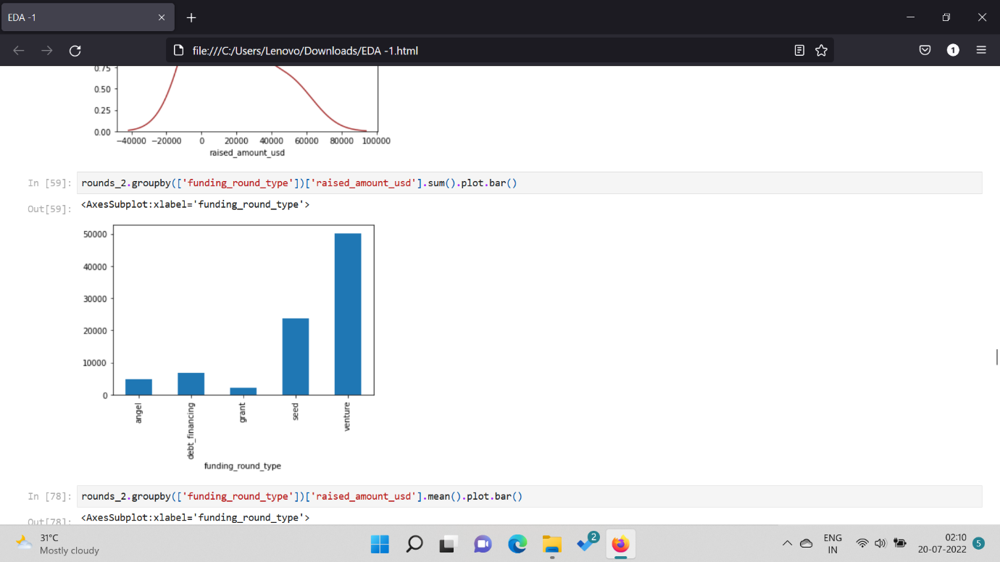 EDA -1
file:///C:/Users/Lenovo/Downloads/EDA -1.html
1
0.75
0.50
0.25
0.00
−40000 −20000 0 20000 40000 60000 80000 100000
raised_amount_usd
In [59]: rounds_2.groupby(['funding_round_type'])['raised_amount_usd'].sum().plot.bar()
Out[59]: <AxesSubplot:xlabel='funding_round_type'>
50000
40000
30000
20000
10000
0
angel debt_financing grant seed venture
funding_round_type
In [78]: rounds_2.groupby(['funding_round_type'])['raised_amount_usd'].mean().plot.bar()
Out[78]: <AxesSubplot:xlabel='funding_round_type'>
31°C
Mostly cloudy
2
ENG
IN
02:10
20-07-2022
5